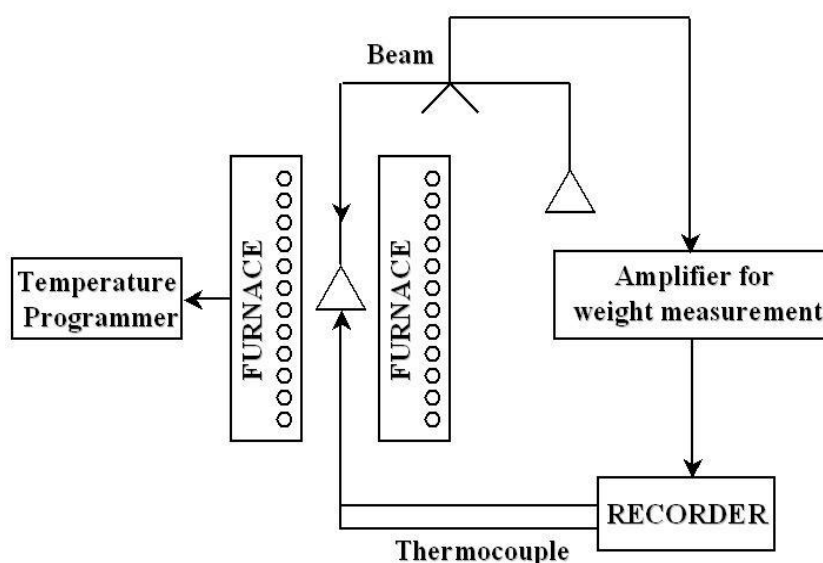 Beam
FURNACE
FURNACE
Temperature
Programmer
Amplifier for
weight measurement
RECORDER
Thermocouple